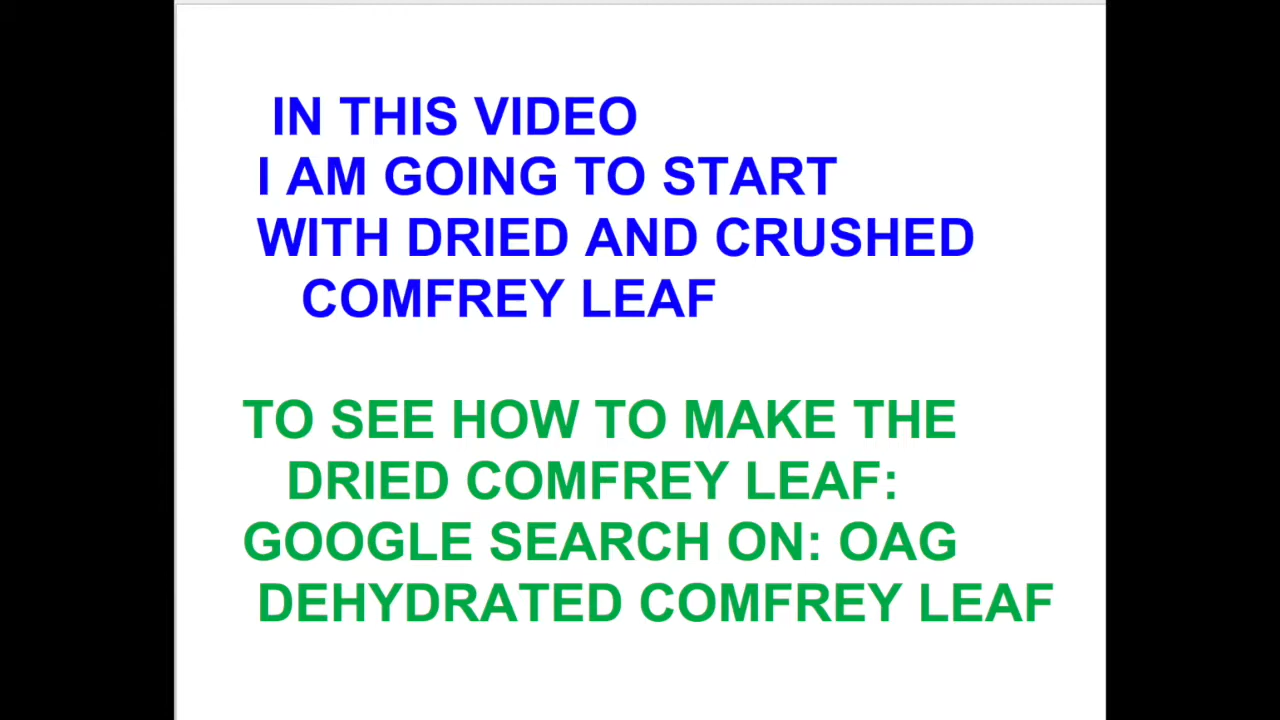 IN THIS VIDEO
I AM GOING TO START
WITH DRIED AND CRUSHED
COMFREY LEAF
TO SEE HOW TO MAKE THE
DRIED COMFREY LEAF:
GOOGLE SEARCH ON: OAG
DEHYDRATED COMFREY LEAF